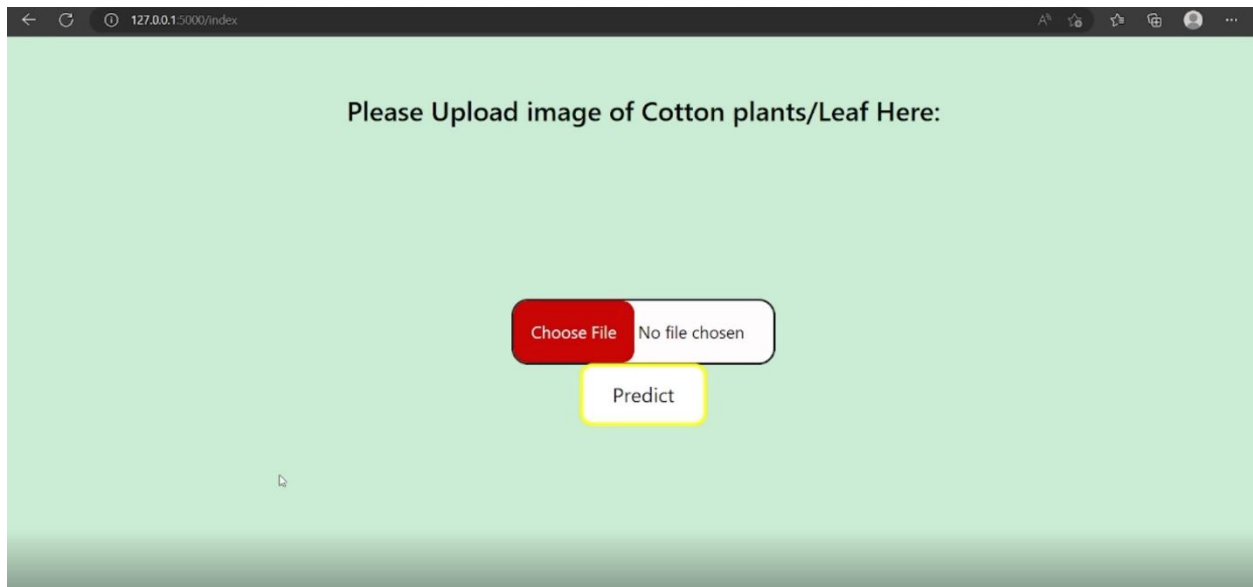 127.0.0.1:5000/index
Please Upload image of Cotton plants/Leaf Here:
Choose File No file chosen
Predict